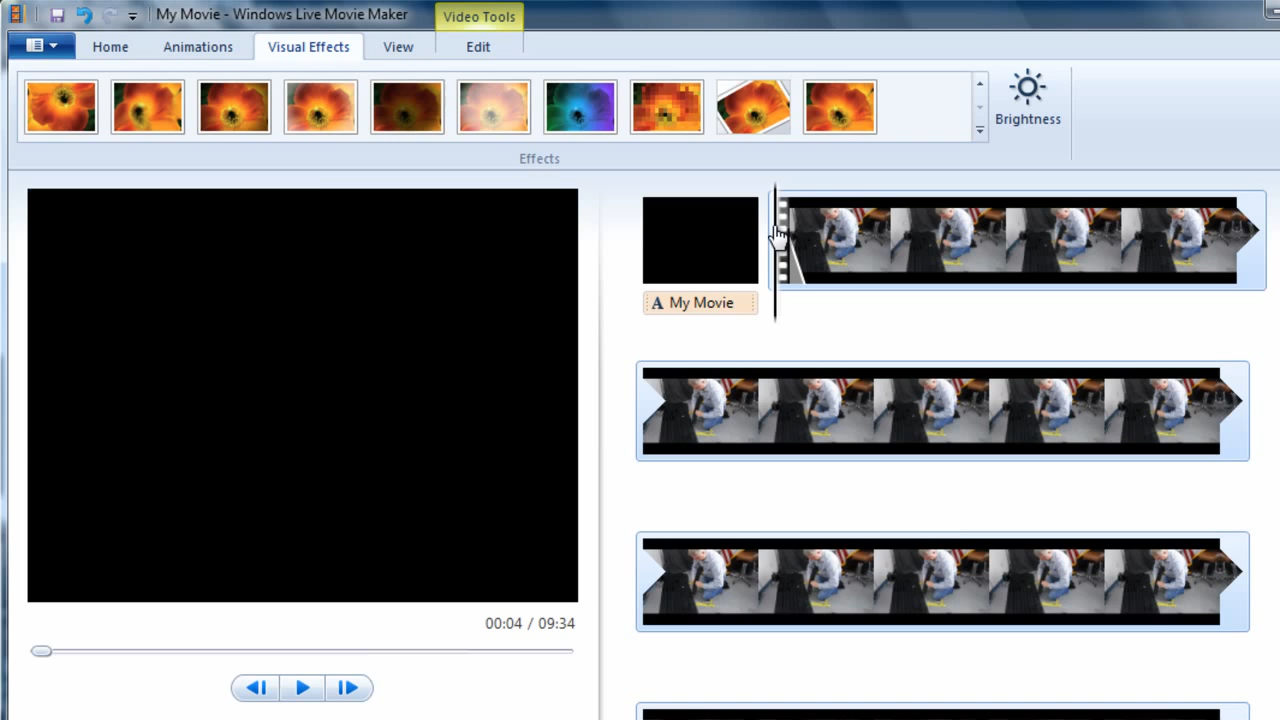 My Movie - Windows Live Movie Maker
Video Tools
Home Animations Visual Effects View Edit
Brightness
Effects
A My Movie
00:04 / 09:34